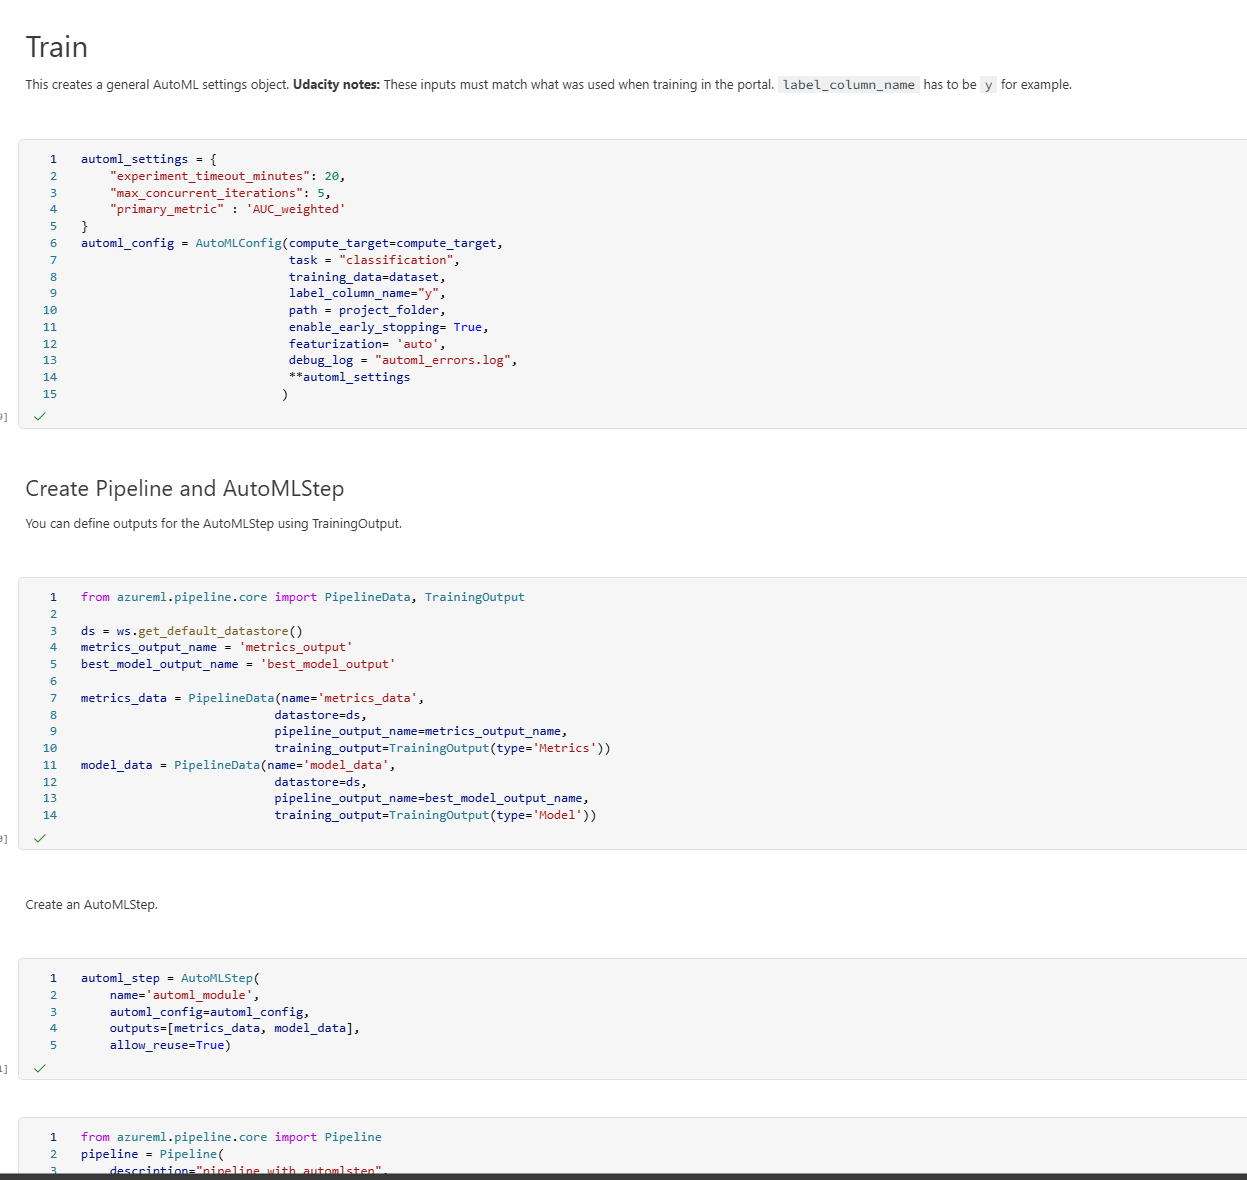 Train
This creates a general AutoML settings object. Udacity notes: These inputs must match what was used when training in the portal. label_column_name has to be y for example.
1 automl_settings = {
2     "experiment_timeout_minutes": 20,
3     "max_concurrent_iterations": 5,
4     "primary_metric" : 'AUC_weighted'
5 }
6 automl_config = AutoMLConfig(compute_target=compute_target,
7                              task = "classification",
8                              training_data=dataset,
9                              label_column_name="y",
10                             path = project_folder,
11                             enable_early_stopping= True,
12                             featurization= 'auto',
13                             debug_log = "automl_errors.log",
14                             **automl_settings
15                            )
Create Pipeline and AutoMLStep
You can define outputs for the AutoMLStep using TrainingOutput.
1 from azureml.pipeline.core import PipelineData, TrainingOutput
2
3 ds = ws.get_default_datastore()
4 metrics_output_name = 'metrics_output'
5 best_model_output_name = 'best_model_output'
6
7 metrics_data = PipelineData(name='metrics_data',
8                            datastore=ds,
9                            pipeline_output_name=metrics_output_name,
10                           training_output=TrainingOutput(type='Metrics'))
11 model_data = PipelineData(name='model_data',
12                           datastore=ds,
13                           pipeline_output_name=best_model_output_name,
14                           training_output=TrainingOutput(type='Model'))
Create an AutoMLStep.
1 automl_step = AutoMLStep(
2     name='automl_module',
3     automl_config=automl_config,
4     outputs=[metrics_data, model_data],
5     allow_reuse=True)
1 from azureml.pipeline.core import Pipeline
2 pipeline = Pipeline(
3     description="pipeline_with_automlstep",